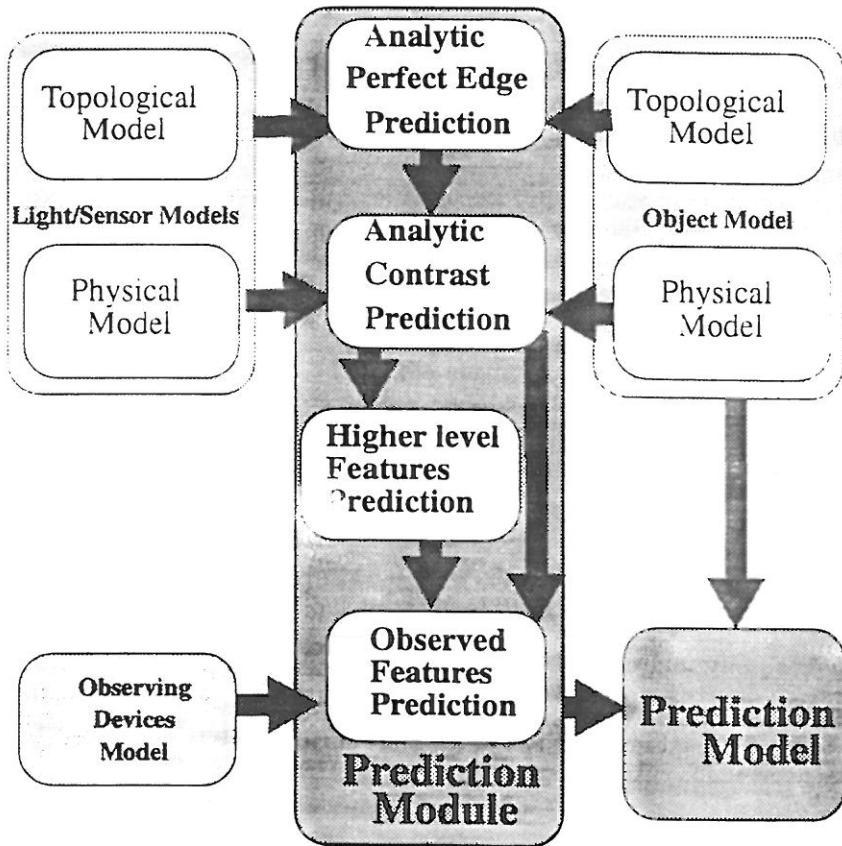 Analytic
Perfect Edge
Prediction
Topological
Model
Topological
Model
Light/Sensor Models
Object Model
Analytic
Contrast
Prediction
Physical
Model
Physical
Model
Higher level
Features
Prediction
Observed
Features
Prediction
Observing
Devices
Model
Prediction
Model
Prediction
Module